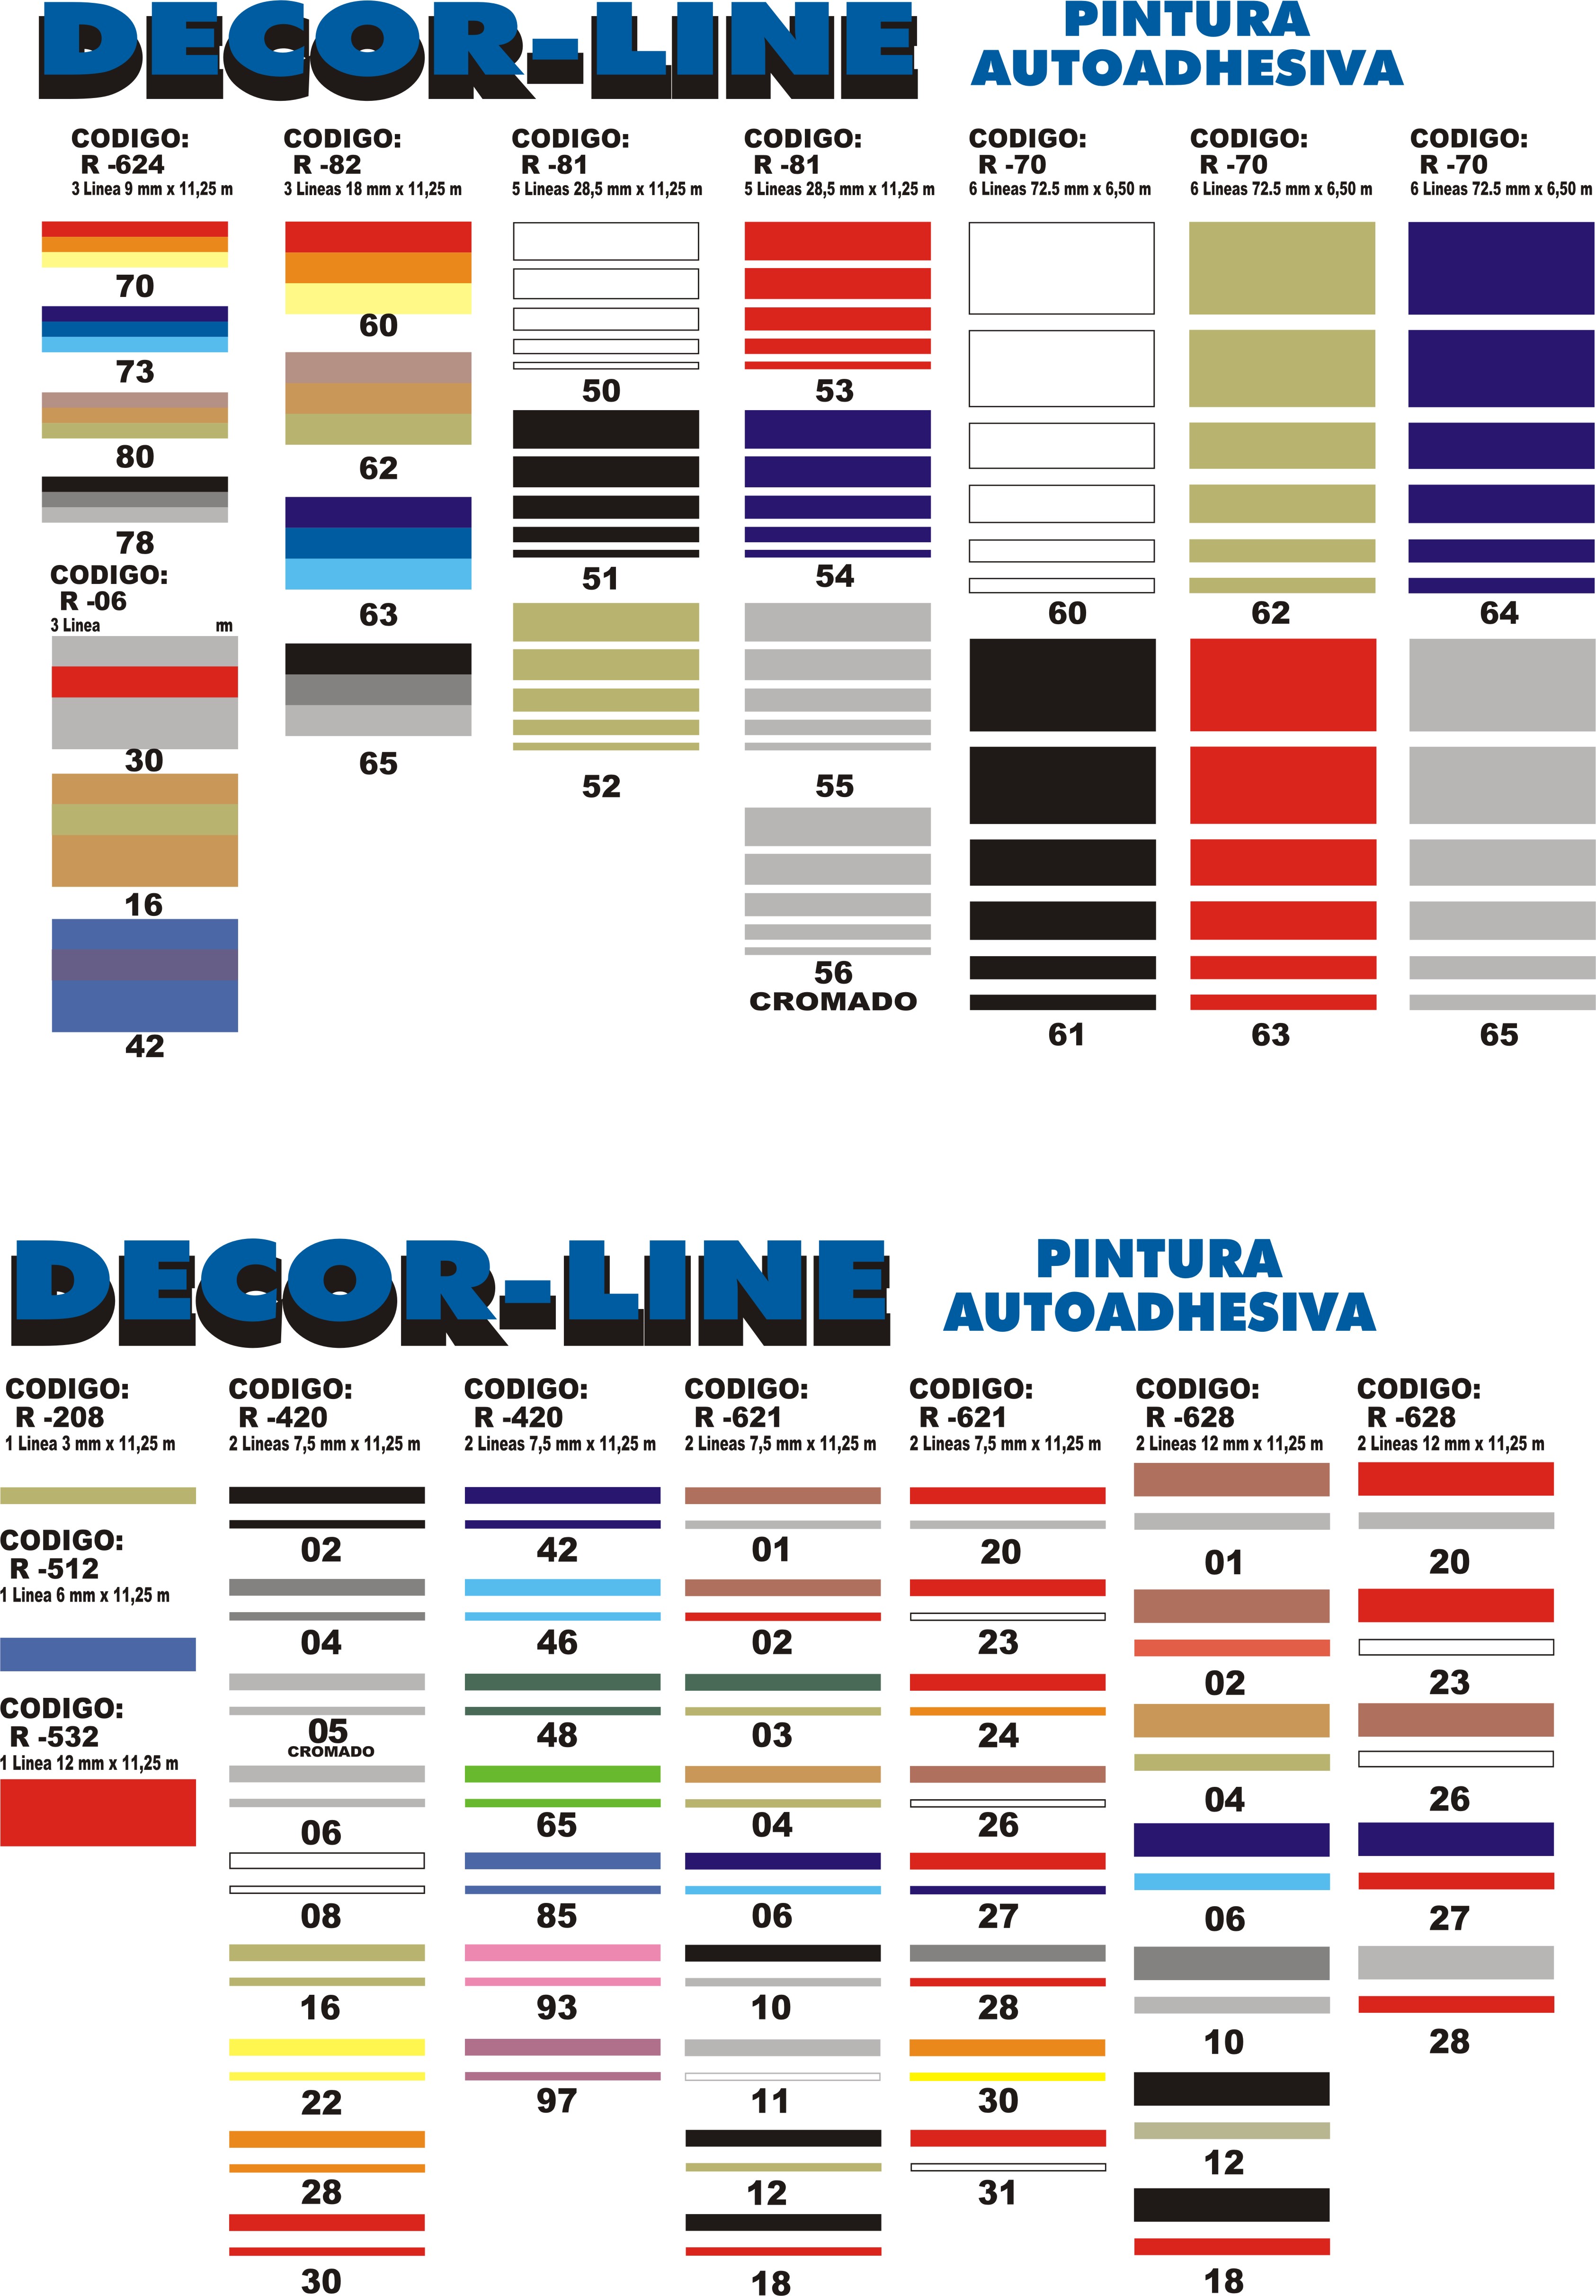 DECOR-LINE
PINTURA
AUTOADHESIVA
CODIGO:
R -624
3 Linea 9 mm x 11,25 m
70
73
80
78
CODIGO:
R -06
3 Linea m
30
16
42
CODIGO:
R -82
3 Lineas 18 mm x 11,25 m
60
62
63
65
CODIGO:
R -81
5 Lineas 28,5 mm x 11,25 m
50
51
52
CODIGO:
R -81
5 Lineas 28,5 mm x 11,25 m
53
54
55
56
CROMADO
CODIGO:
R -70
6 Lineas 72.5 mm x 6,50 m
60
61
CODIGO:
R -70
6 Lineas 72.5 mm x 6,50 m
62
63
CODIGO:
R -70
6 Lineas 72.5 mm x 6,50 m
64
65
DECOR-LINE
PINTURA
AUTOADHESIVA
CODIGO:
R -208
1 Linea 3 mm x 11,25 m
CODIGO:
R -512
1 Linea 6 mm x 11,25 m
CODIGO:
R -532
1 Linea 12 mm x 11,25 m
CODIGO:
R -420
2 Lineas 7,5 mm x 11,25 m
02
04
05
CROMADO
06
08
16
22
28
30
CODIGO:
R -420
2 Lineas 7,5 mm x 11,25 m
42
46
48
65
85
93
97
CODIGO:
R -621
2 Lineas 7,5 mm x 11,25 m
01
02
03
04
06
10
11
12
18
CODIGO:
R -621
2 Lineas 7,5 mm x 11,25 m
20
23
24
26
27
28
30
31
CODIGO:
R -628
2 Lineas 12 mm x 11,25 m
01
02
04
06
10
12
18
CODIGO:
R -628
2 Lineas 12 mm x 11,25 m
20
23
26
27
28